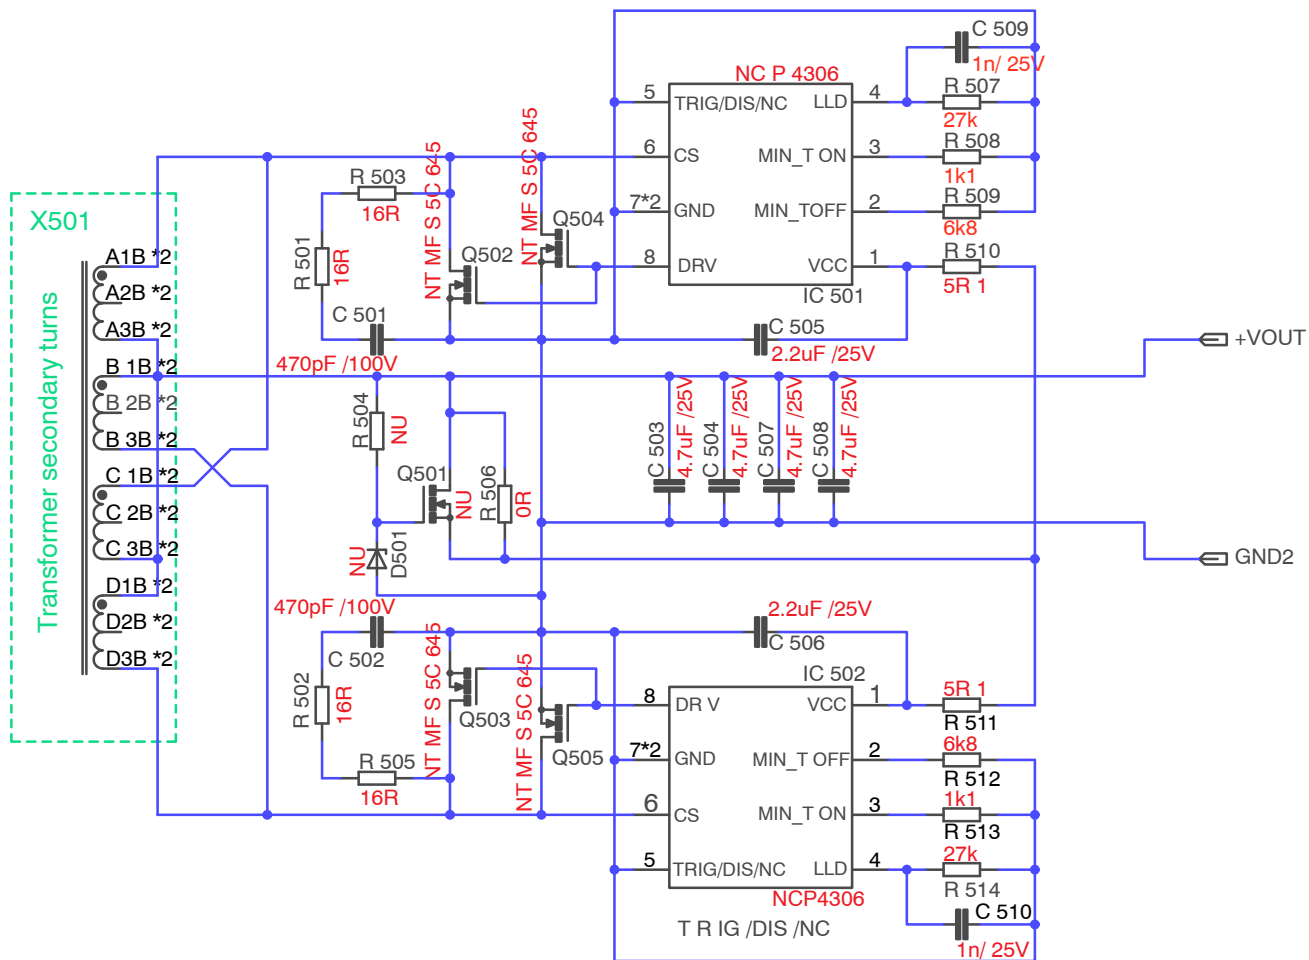 C 509
1n/ 25V
NC P 4306
5 TRIG/DIS/NC LLD 4
R 507
27k
6 CS MIN_T ON 3
R 508
1k1
7*2 GND MIN_TOFF 2
R 509
6k8
8 DRV VCC 1
R 510
5R 1
IC 501
NT MF S 5C 645
NT MF S 5C 645
R 503
16R
R 501
16R
Q504
Q502
C 501
470pF /100V
C 505
2.2uF /25V
X501
Transformer secondary turns
A1B *2
A2B *2
A3B *2
B 1B *2
B 2B *2
B 3B *2
C 1B *2
C 2B *2
C 3B *2
D1B *2
D2B *2
D3B *2
+VOUT
GND2
R 504
NU
Q501
NU
R 506
0R
NU
D501
C 503
4.7uF /25V
C 504
4.7uF /25V
C 507
4.7uF /25V
C 508
4.7uF /25V
470pF /100V
C 502
R 502
16R
R 505
16R
NT MF S 5C 645
NT MF S 5C 645
Q503
Q505
2.2uF /25V
C 506
IC 502
8 DR V VCC 1
5R 1
R 511
7*2 GND MIN_T OFF 2
6k8
R 512
6 CS MIN_T ON 3
1k1
R 513
5 TRIG/DIS/NC LLD 4
27k
R 514
NCP4306
C 510
1n/ 25V
T R IG /DIS /NC